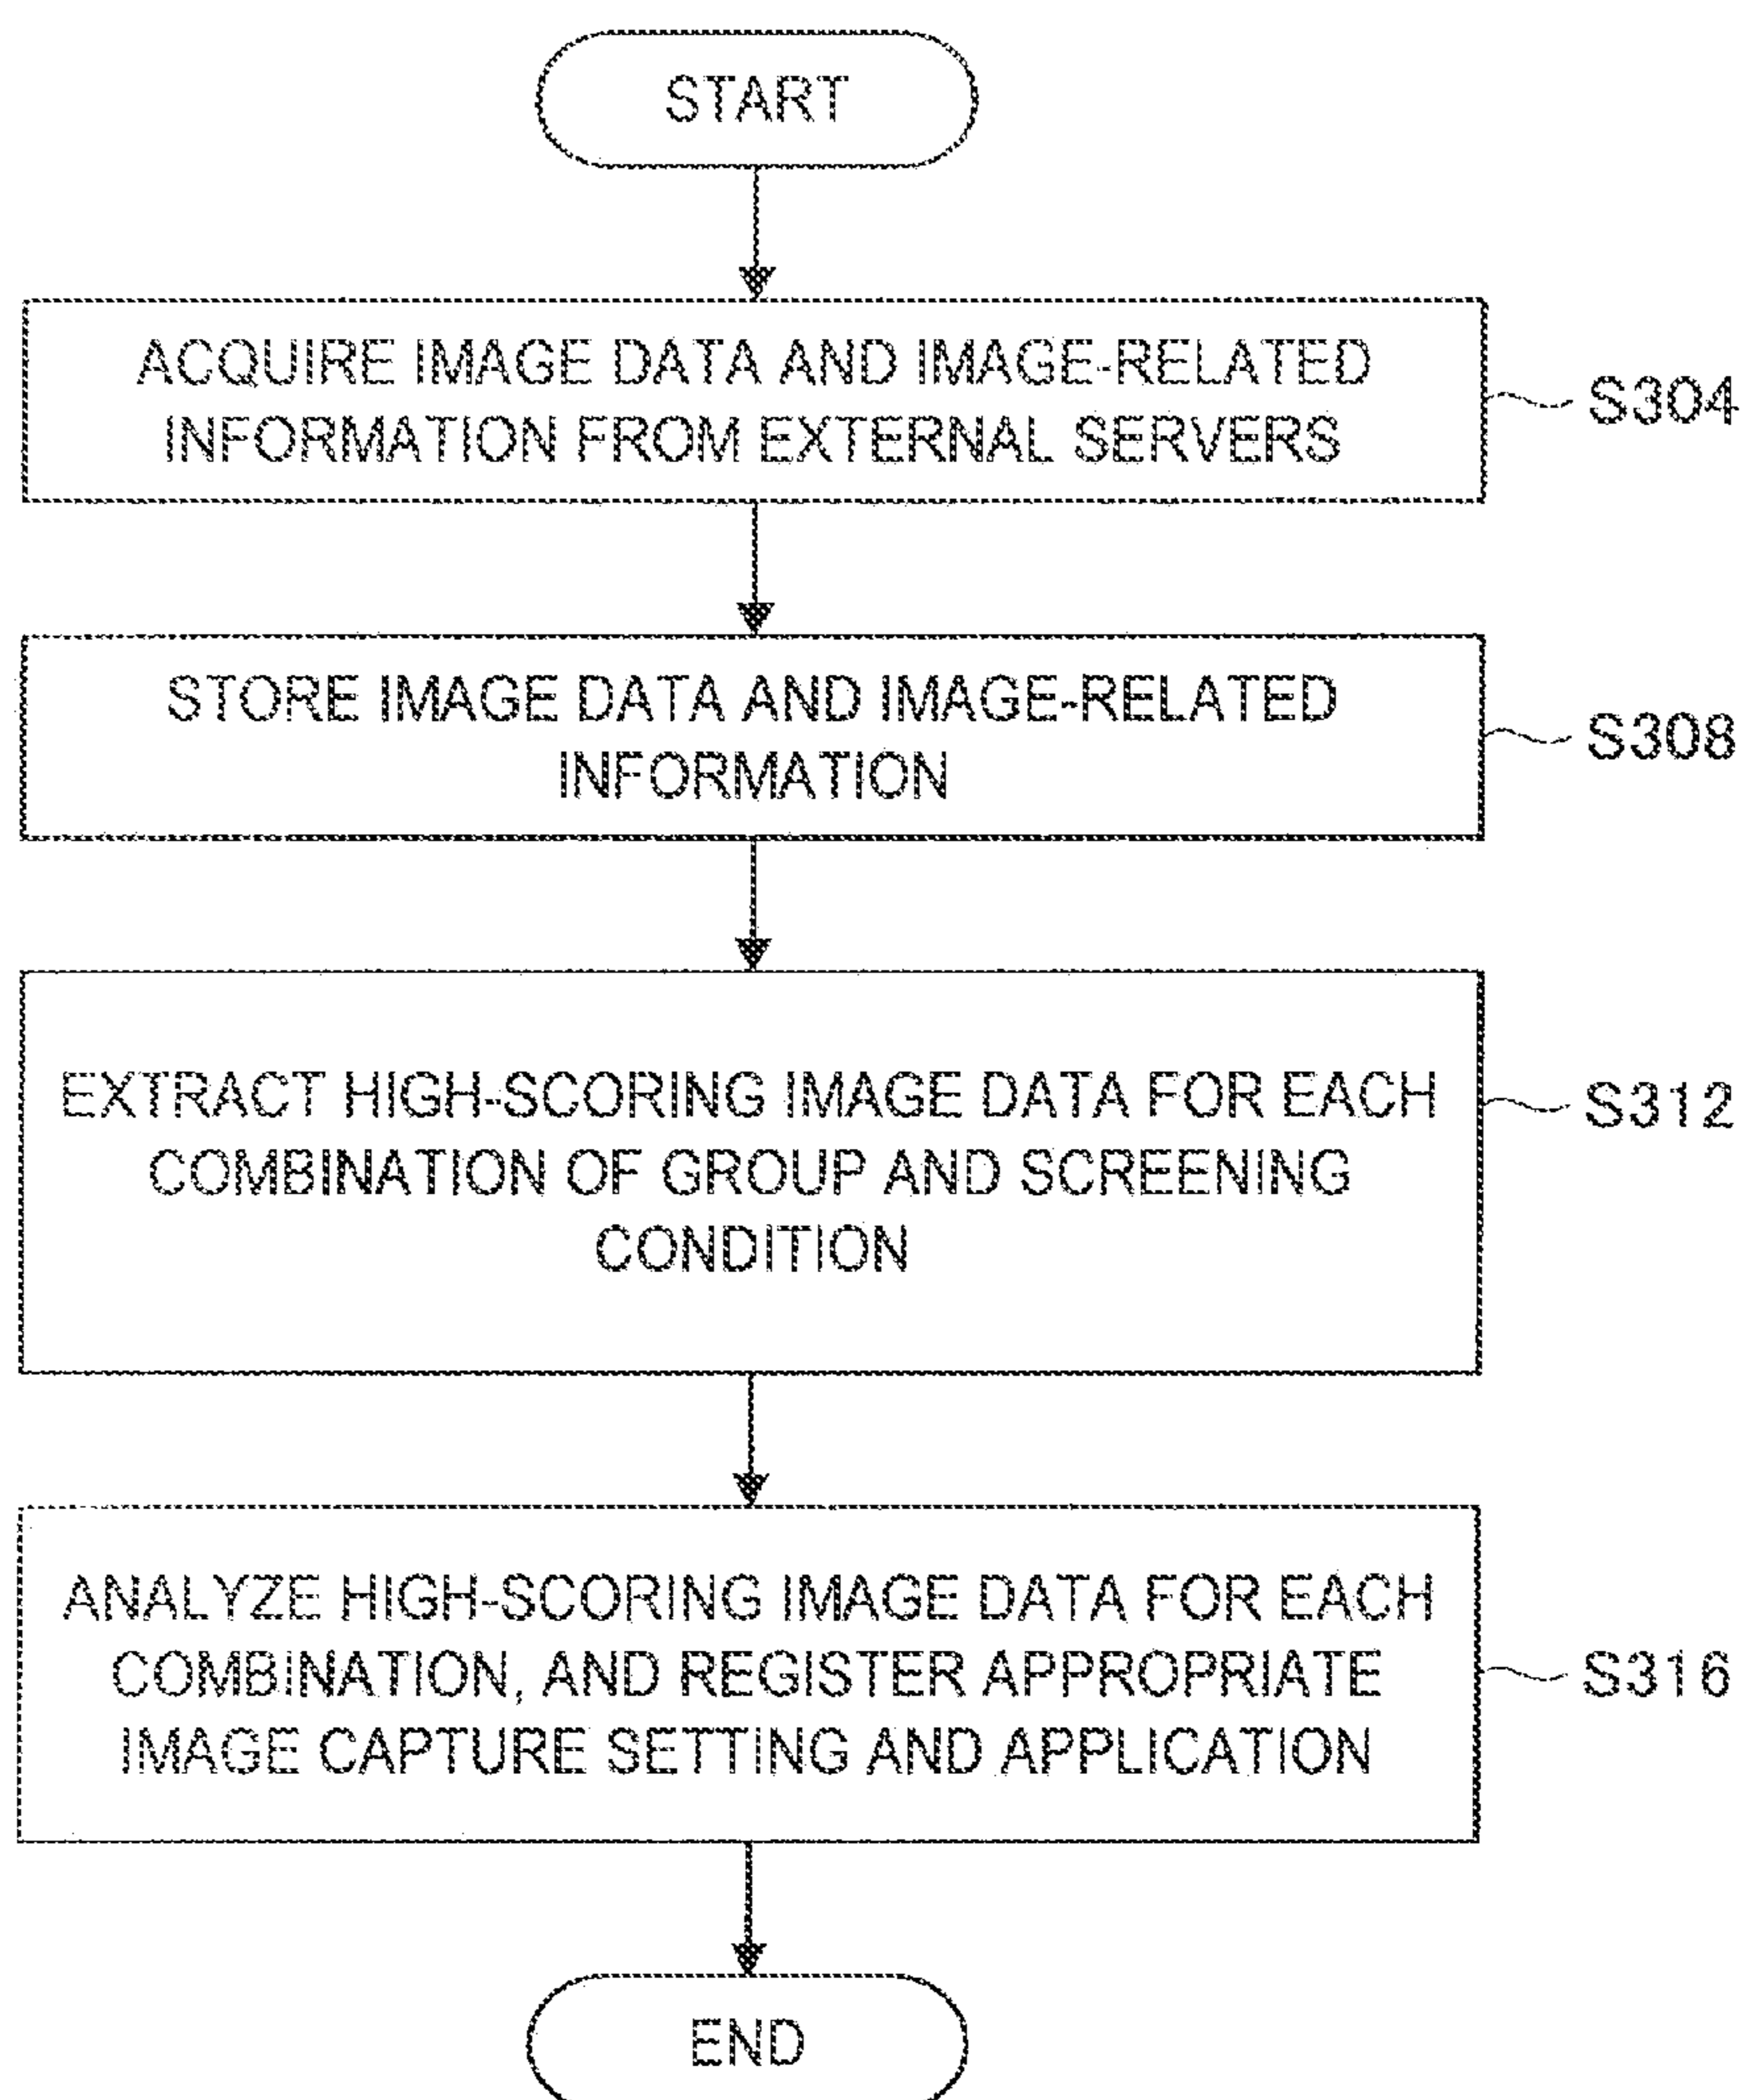 START
ACQUIRE IMAGE DATA AND IMAGE-RELATED
INFORMATION FROM EXTERNAL SERVERS
S304
STORE IMAGE DATA AND IMAGE-RELATED
INFORMATION
S308
EXTRACT HIGH-SCORING IMAGE DATA FOR EACH
COMBINATION OF GROUP AND SCREENING
CONDITION
S312
ANALYZE HIGH-SCORING IMAGE DATA FOR EACH
COMBINATION, AND REGISTER APPROPRIATE
IMAGE CAPTURE SETTING AND APPLICATION
S316
END